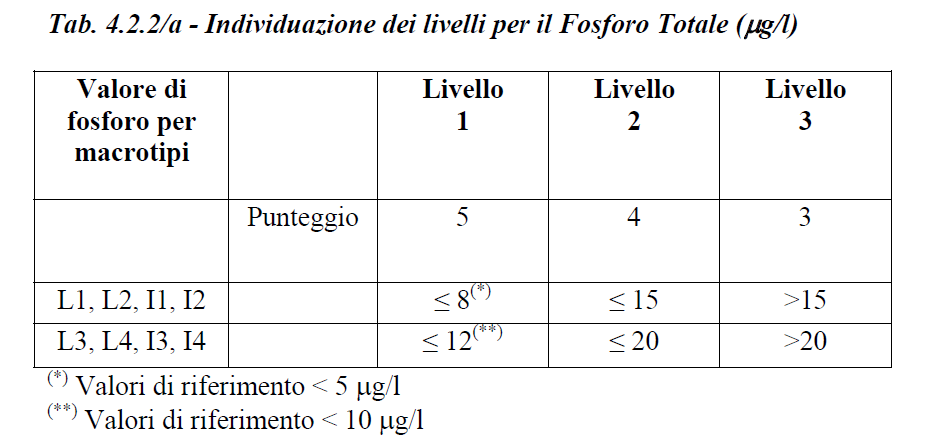 Tab. 4.2.2/a - Individuazione dei livelli per il Fosforo Totale (µg/l)
Valore di fosforo per macrotipi Livello 1 Livello 2 Livello 3
Punteggio 5 4 3
L1, L2, I1, I2 ≤ 8(*) ≤ 15 >15
L3, L4, I3, I4 ≤ 12(**) ≤ 20 >20
(*) Valori di riferimento < 5 µg/l
(**) Valori di riferimento < 10 µg/l